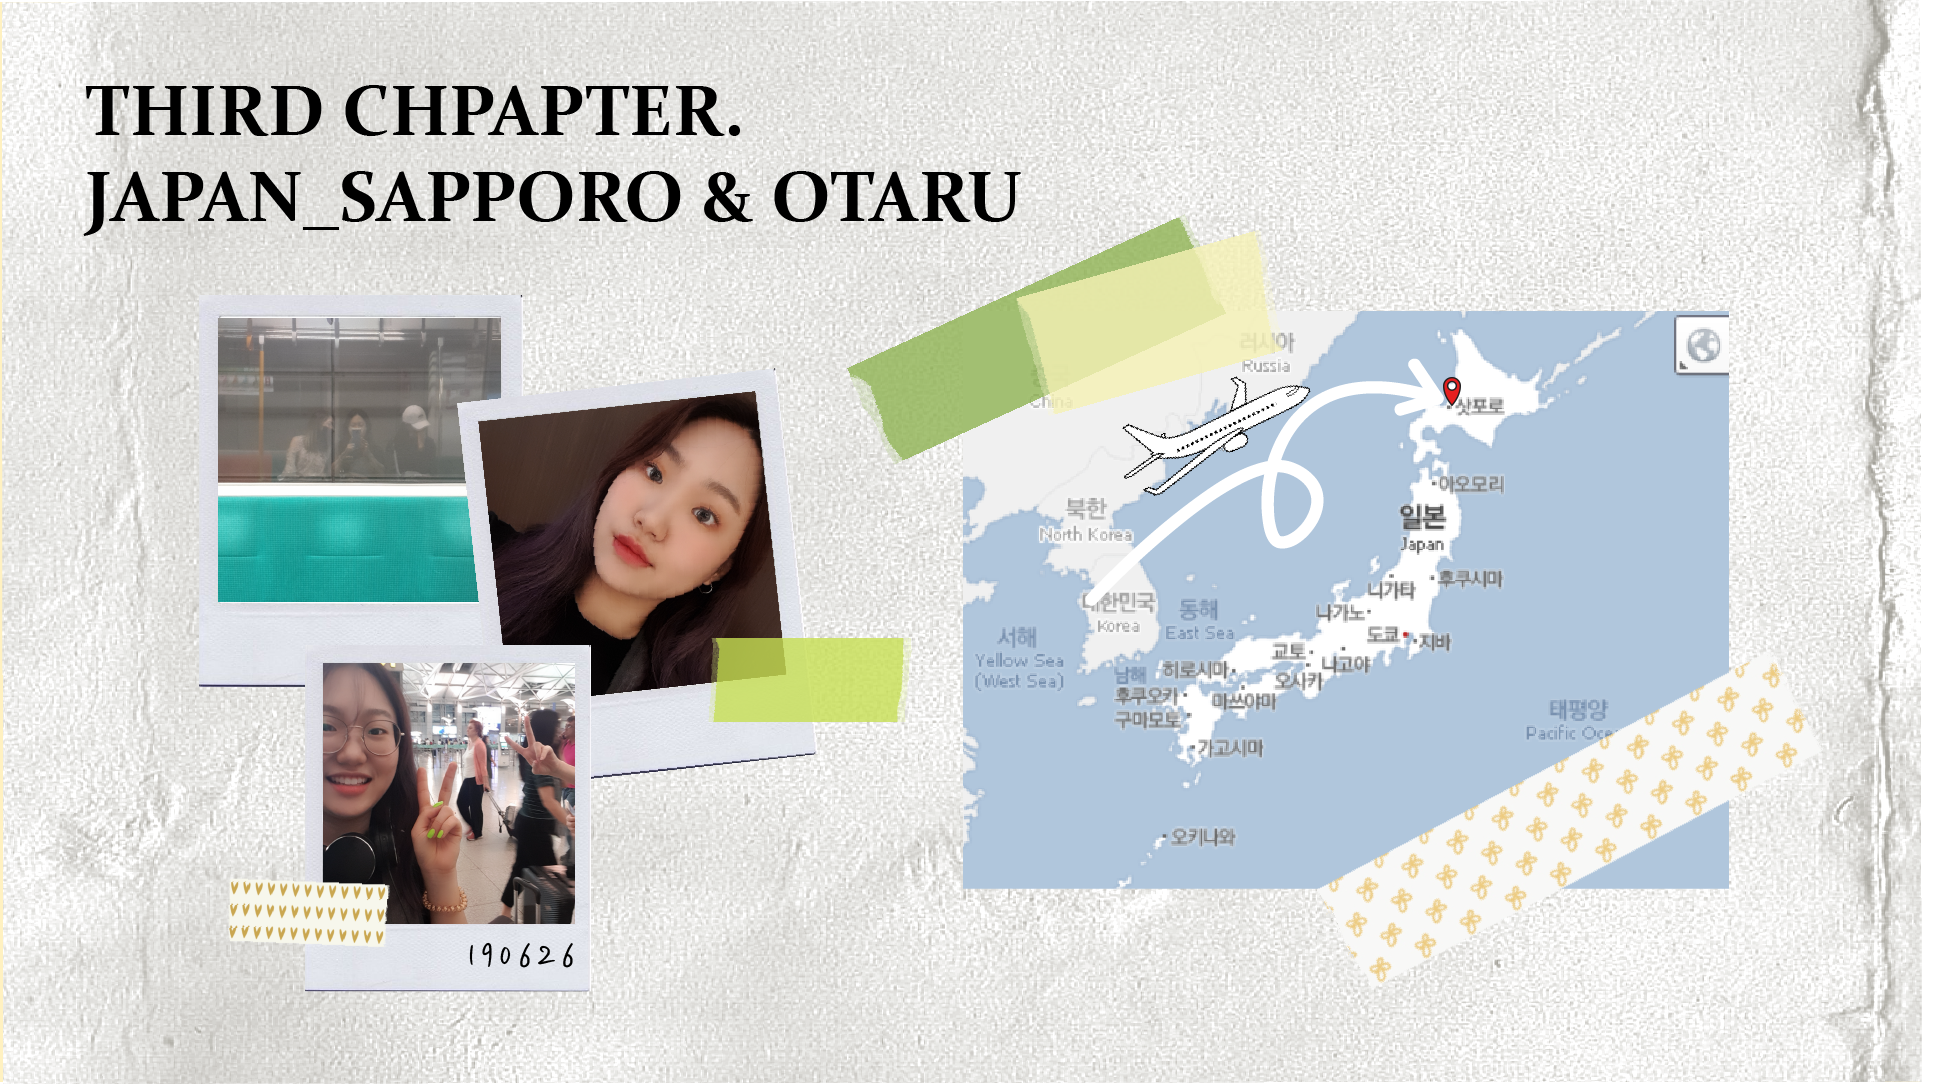 THIRD CHPAPTER.
JAPAN_SAPPORO & OTARU
러시아
Russia
China
삿포로
아오모리
북한
North Korea
일본
Japan
후쿠시마
니가타
대한민국
Korea
동해
East Sea
나가노
도쿄
지바
서해
Yellow Sea
(West Sea)
교토
나고야
남해
히로시마
오사카
후쿠오카
마쓰야마
구마모토
가고시마
태평양
Pacific Oce
오키나와
190626